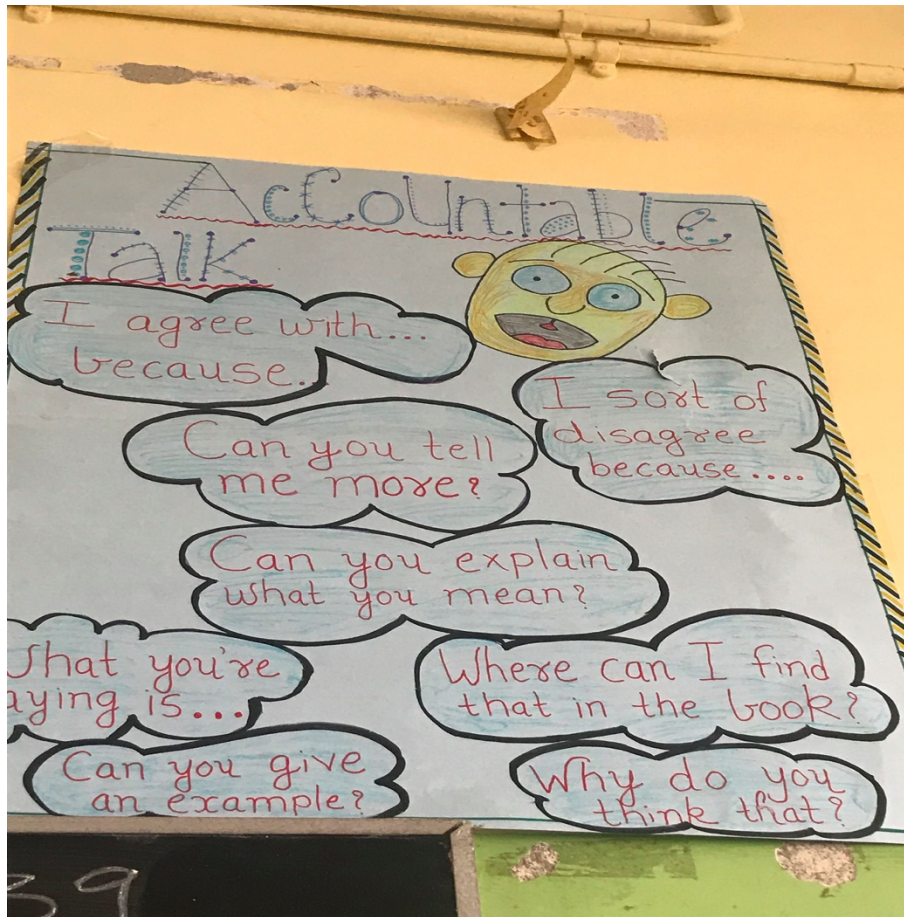 Accountable
Talk
I agree with...
because..
I sort of
disagree
because....
Can you tell
me more?
Can you explain
what you mean?
What you're
aying is...
Where can I find
that in the book?
Can you give
an example?
Why do you
think that?
39